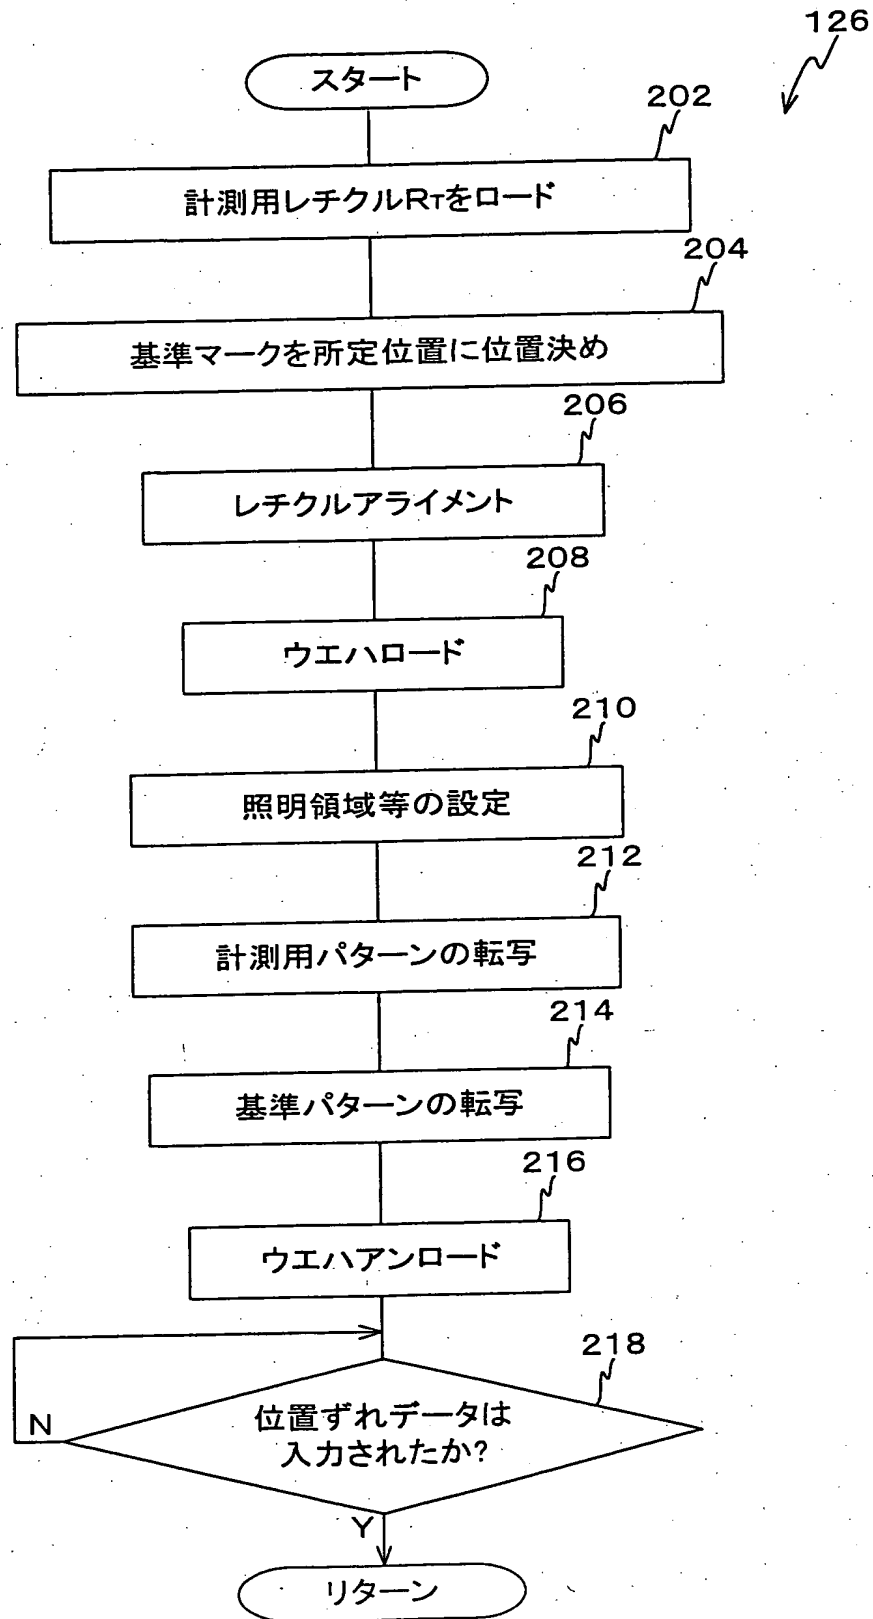 126
スタート
202
計測用レチクルRTをロード
204
基準マークを所定位置に位置決め
206
レチクルアライメント
208
ウエハロード
210
照明領域等の設定
212
計測用パターンの転写
214
基準パターンの転写
216
ウエハアンロード
218
位置ずれデータは
入力されたか?
N
Y
リターン